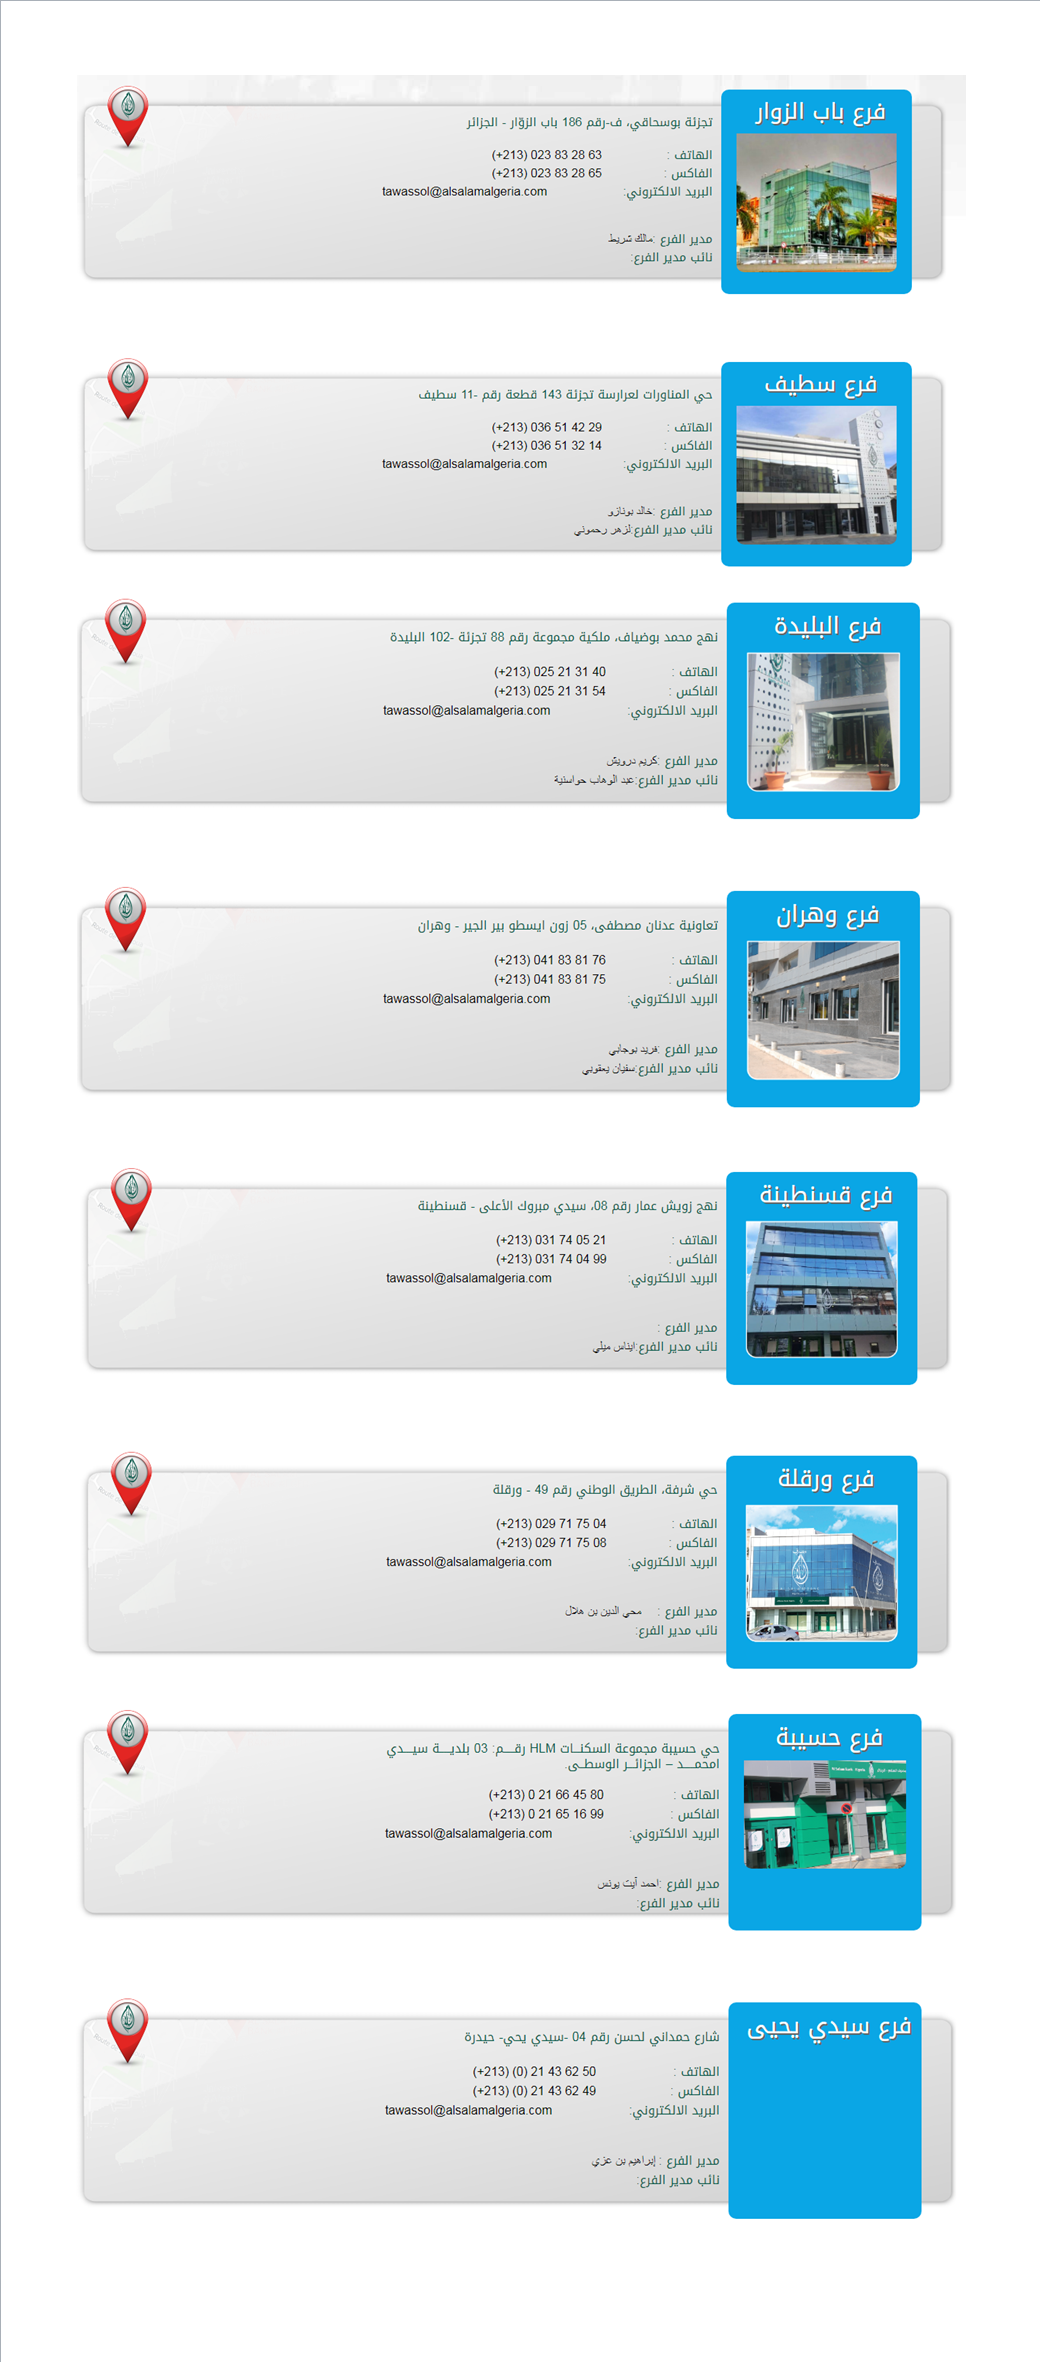 فرع باب الزوار
تجزئة بوسحاقي، ف-رقم 186 باب الزوّار - الجزائر
الهاتف : (+213) 023 83 28 63
الفاكس : (+213) 023 83 28 65
البريد الالكتروني: tawassol@alsalamalgeria.com
مدير الفرع :مالك شريط
نائب مدير الفرع:
فرع سطيف
حي المناورات لعرارسة تجزئة 143 قطعة رقم -11 سطيف
الهاتف : (+213) 036 51 42 29
الفاكس : (+213) 036 51 32 14
البريد الالكتروني: tawassol@alsalamalgeria.com
مدير الفرع :خالد بونازو
نائب مدير الفرع:لزهر رحموني
فرع البليدة
نهج محمد بوضياف، ملكية مجموعة رقم 88 تجزئة -102 البليدة
الهاتف : (+213) 025 21 31 40
الفاكس : (+213) 025 21 31 54
البريد الالكتروني: tawassol@alsalamalgeria.com
مدير الفرع :كريم درويش
نائب مدير الفرع:عبد الوهاب حواسنية
فرع وهران
تعاونية عدنان مصطفى، 05 زون ايسطو بير الجير - وهران
الهاتف : (+213) 041 83 81 76
الفاكس : (+213) 041 83 81 75
البريد الالكتروني: tawassol@alsalamalgeria.com
مدير الفرع :فريد بوجابي
نائب مدير الفرع:سفيان يعقوبي
فرع قسنطينة
نهج زويش عمار رقم 08، سيدي مبروك الأعلى - قسنطينة
الهاتف : (+213) 031 74 05 21
الفاكس : (+213) 031 74 04 99
البريد الالكتروني: tawassol@alsalamalgeria.com
مدير الفرع :
نائب مدير الفرع:ايناس ميلي
فرع ورقلة
حي شرفة، الطريق الوطني رقم 49 - ورقلة
الهاتف : (+213) 029 71 75 04
الفاكس : (+213) 029 71 75 08
البريد الالكتروني: tawassol@alsalamalgeria.com
مدير الفرع : محي الدين بن هلال
نائب مدير الفرع:
فرع حسيبة
حي حسيبة مجموعة السكنـات HLM رقـــم: 03 بلديــــة سيــــدي
امحمـــــد – الجزائـــر الوسطــى.
الهاتف : (+213) 0 21 66 45 80
الفاكس : (+213) 0 21 65 16 99
البريد الالكتروني: tawassol@alsalamalgeria.com
مدير الفرع :احمد أيت يونس
نائب مدير الفرع:
فرع سيدي يحيى
شارع حمداني لحسن رقم 04 -سيدي يحي- حيدرة
الهاتف : (+213) (0) 21 43 62 50
الفاكس : (+213) (0) 21 43 62 49
البريد الالكتروني: tawassol@alsalamalgeria.com
مدير الفرع : إبراهيم بن عزي
نائب مدير الفرع: